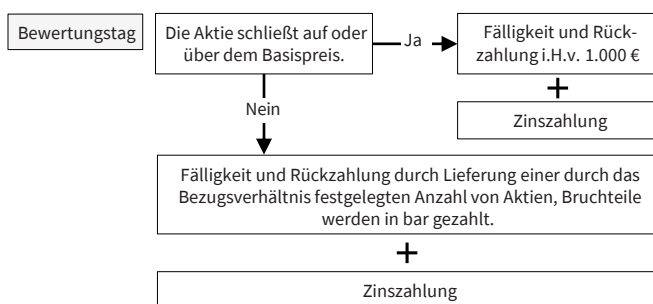 Bewertungstag
Die Aktie schließt auf oder
über dem Basispreis.
Ja
Fälligkeit und Rück-
zahlung i.H.v. 1.000 €
+
Zinszahlung
Nein
Fälligkeit und Rückzahlung durch Lieferung einer durch das
Bezugsverhältnis festgelegten Anzahl von Aktien, Bruchteile
werden in bar gezahlt.
+
Zinszahlung